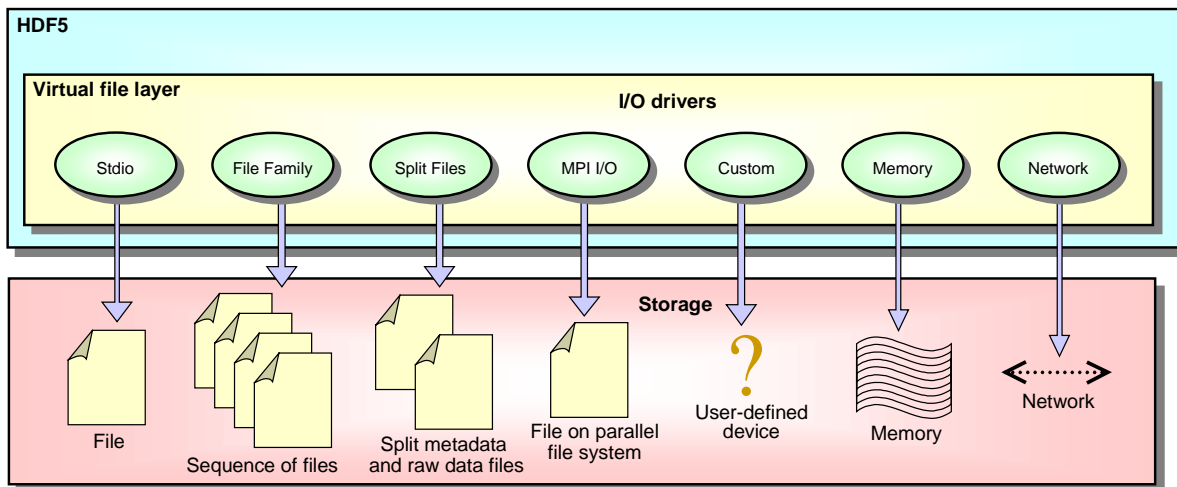 HDF5
Virtual file layer
I/O drivers
Stdio
File Family
Split Files
MPI I/O
Custom
Memory
Network
Storage
File
Sequence of files
Split metadata
and raw data files
File on parallel
file system
?
User-defined
device
Memory
Network